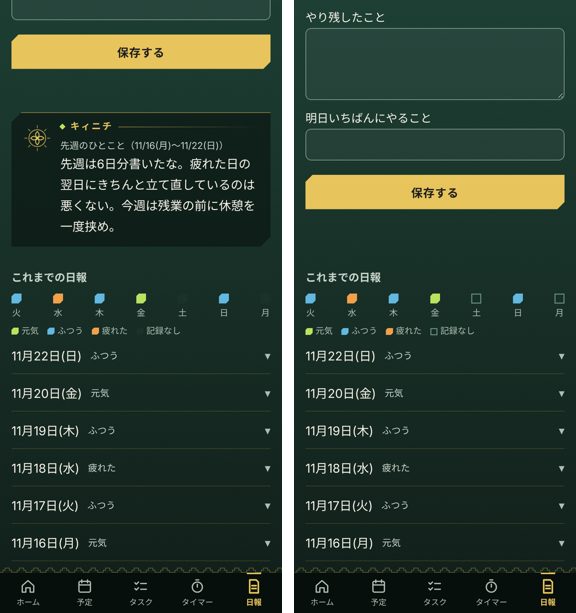 保存する
キィニチ
先週のひとこと（11/16(月)〜11/22(日)）
先週は6日分書いたな。疲れた日の
翌日にきちんと立て直しているのは
悪くない。今週は残業の前に休憩を
一度挟め。
これまでの日報
火 水 木 金 土 日 月
元気 ふつう 疲れた 記録なし
11月22日(日) ふつう ▼
11月20日(金) 元気 ▼
11月19日(木) ふつう ▼
11月18日(水) 疲れた ▼
11月17日(火) ふつう ▼
11月16日(月) 元気 ▼
ホーム 予定 タスク タイマー 日報
やり残したこと
明日いちばんにやること
保存する
これまでの日報
火 水 木 金 土 日 月
元気 ふつう 疲れた 記録なし
11月22日(日) ふつう ▼
11月20日(金) 元気 ▼
11月19日(木) ふつう ▼
11月18日(水) 疲れた ▼
11月17日(火) ふつう ▼
11月16日(月) 元気 ▼
ホーム 予定 タスク タイマー 日報